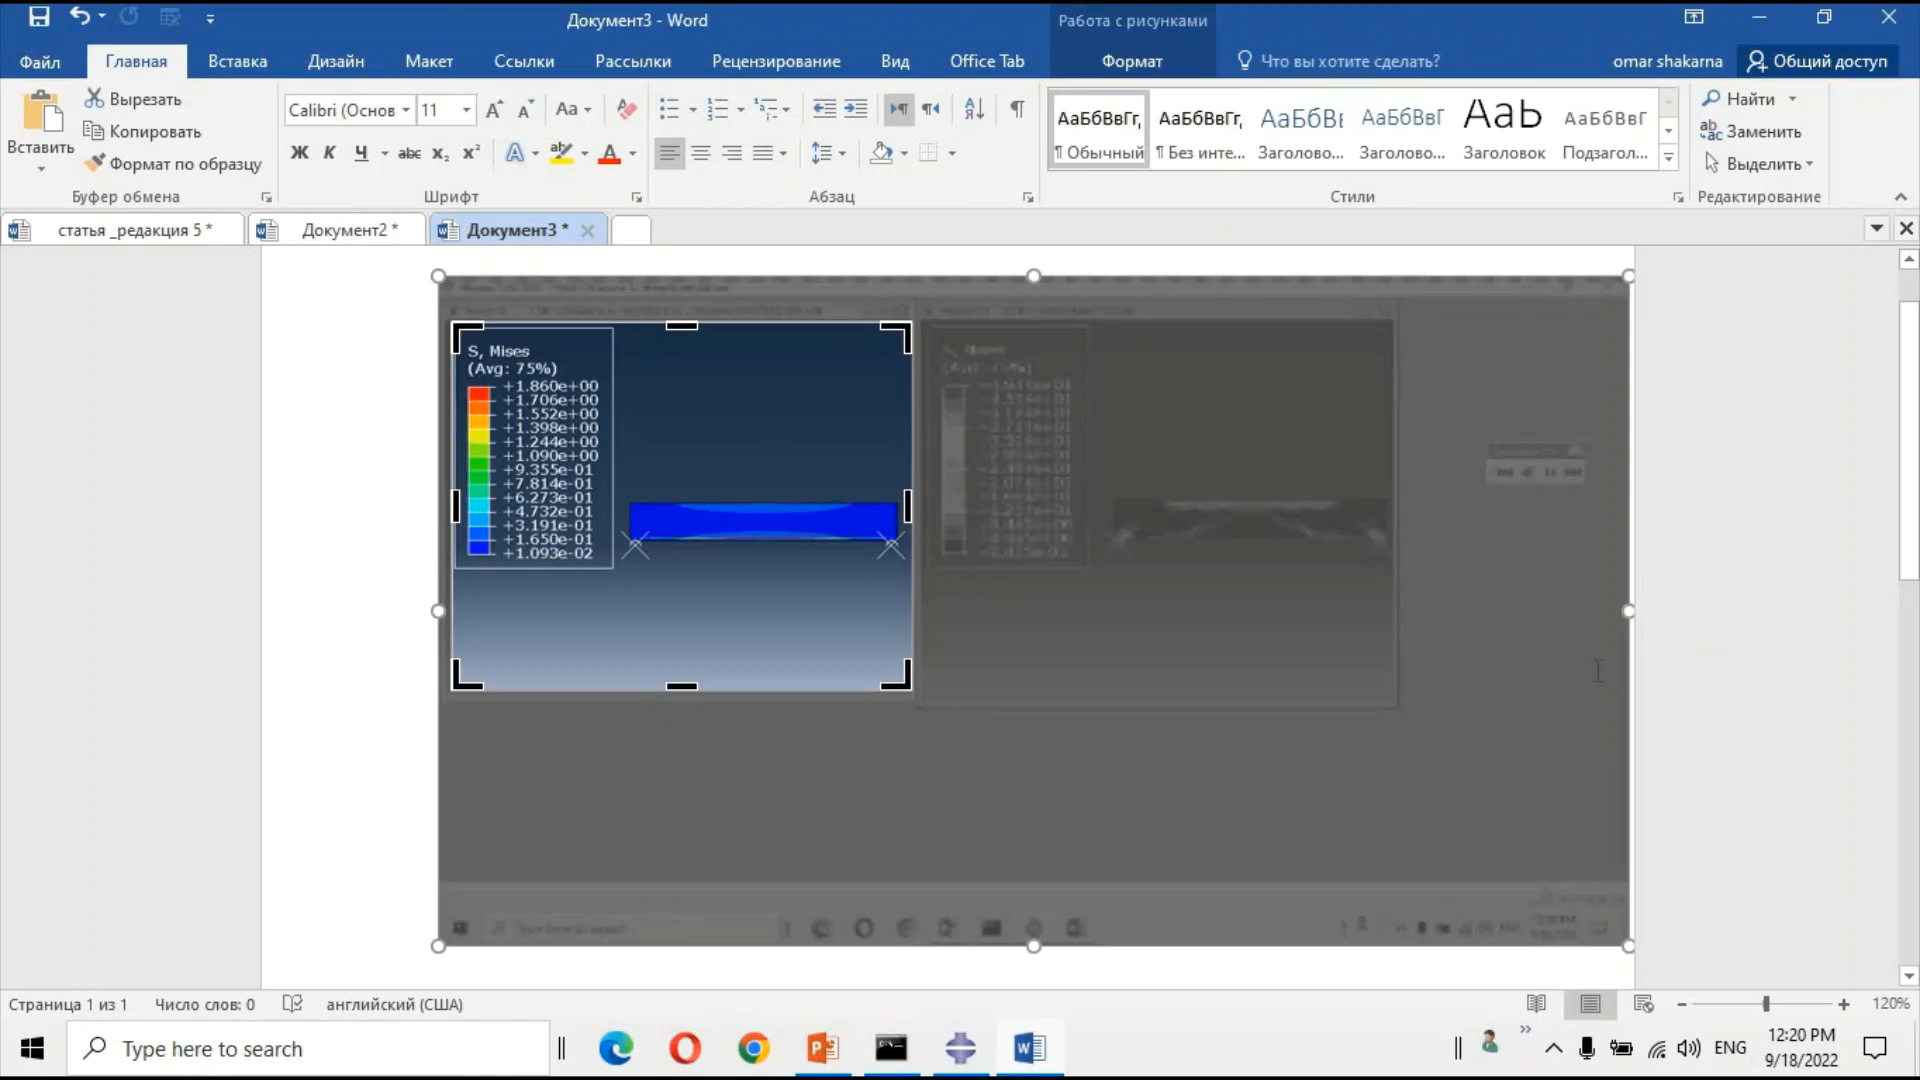 Документ3 - Word
Работа с рисунками
Файл
Главная
Вставка
Дизайн
Макет
Ссылки
Рассылки
Рецензирование
Вид
Office Tab
Формат
Что вы хотите сделать?
omar shakarna
Общий доступ
Вставить
Вырезать
Копировать
Формат по образцу
Буфер обмена
Calibri (Основ
11
Шрифт
Абзац
АаБбВвГг,
¶ Обычный
АаБбВвГг,
¶ Без инте...
АаБбВг
Заголово...
АаБбВвГ
Заголово...
АаЬ
Заголовок
АаБбВвГ
Подзагол...
Стили
Найти
Заменить
Выделить
Редактирование
статья _редакция 5 *
Документ2 *
Документ3 *
S, Mises
(Avg: 75%)
+1.860e+00
+1.706e+00
+1.552e+00
+1.398e+00
+1.244e+00
+1.090e+00
+9.355e-01
+7.814e-01
+6.273e-01
+4.732e-01
+3.191e-01
+1.650e-01
+1.093e-02
Страница 1 из 1
Число слов: 0
английский (США)
120%
Type here to search
ENG
12:20 PM
9/18/2022